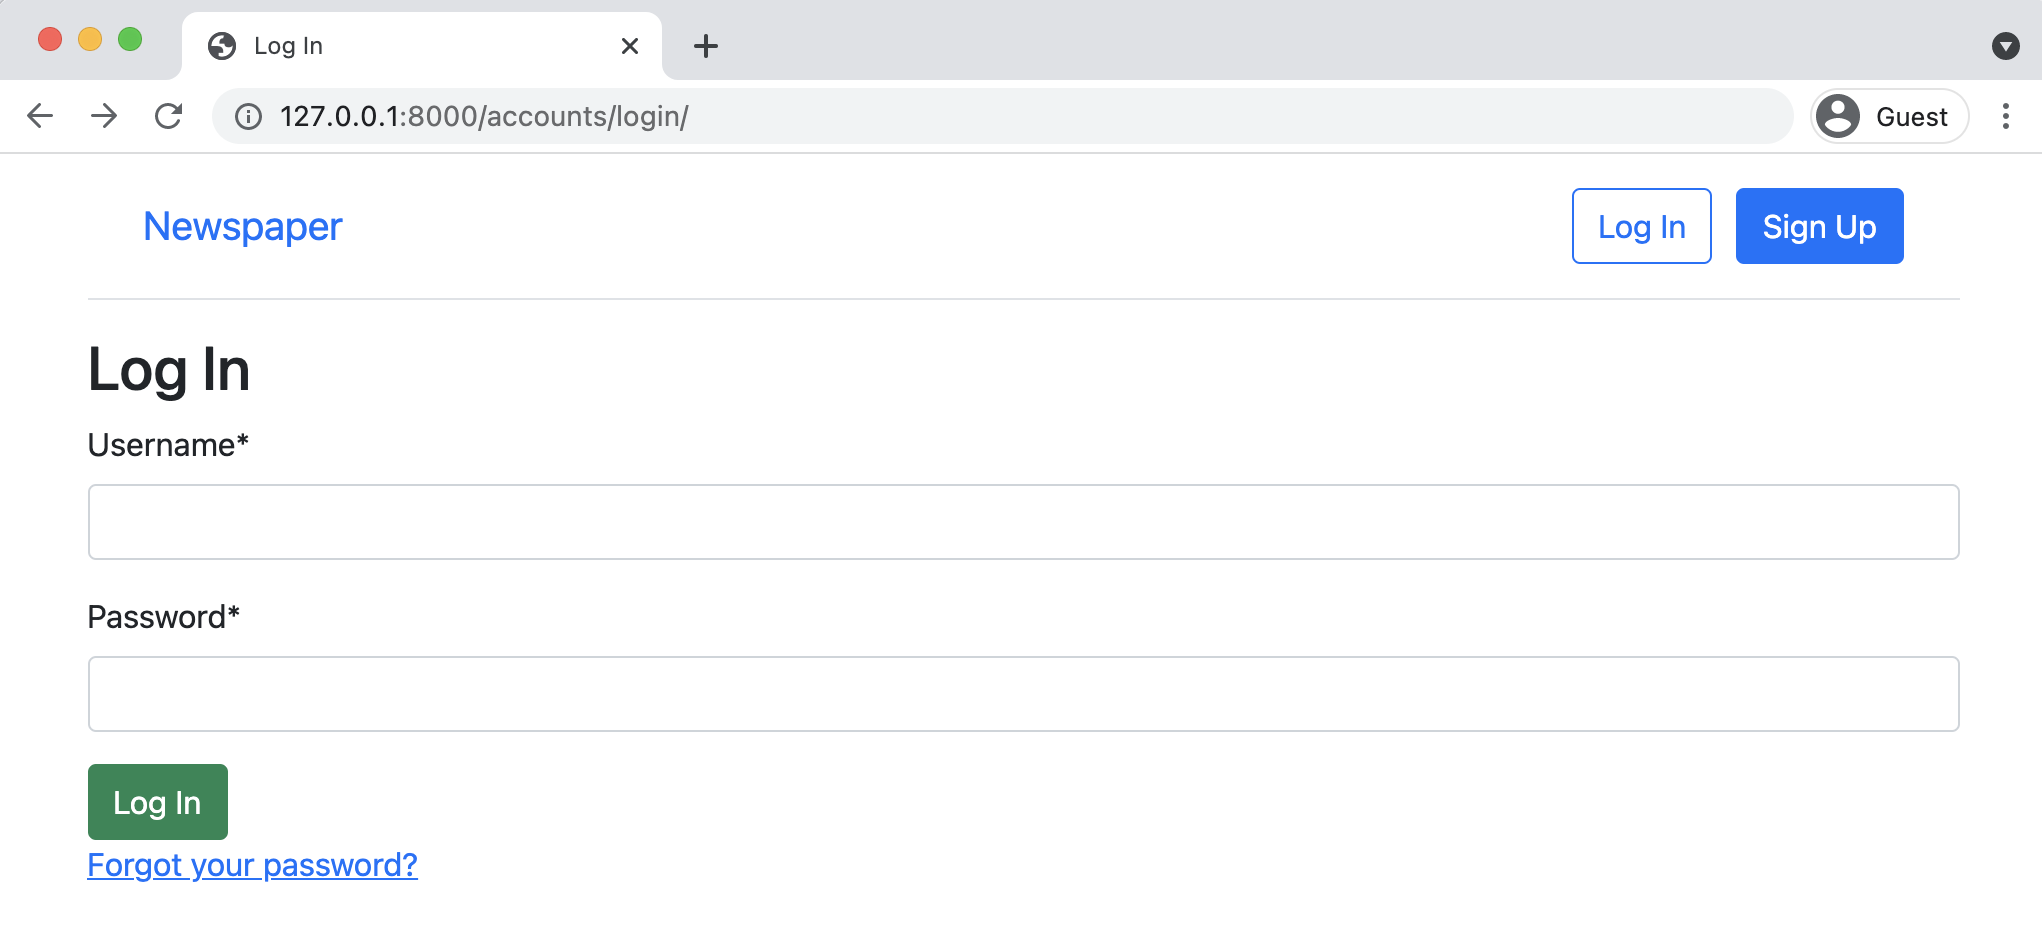 Log In
127.0.0.1:8000/accounts/login/
Guest
Newspaper
Log In
Sign Up
Log In
Username*
Password*
Log In
Forgot your password?